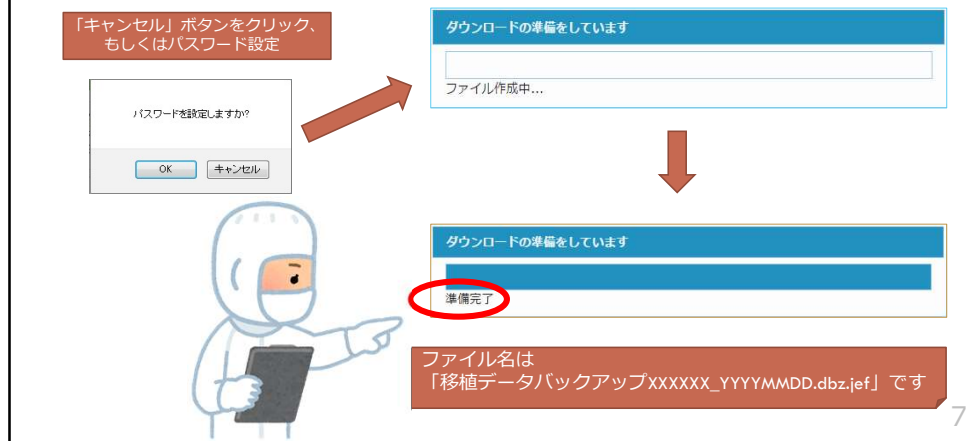 「キャンセル」ボタンをクリック、
もしくはパスワード設定
パスワードを設定しますか?
OK
キャンセル
ダウンロードの準備をしています
ファイル作成中...
ダウンロードの準備をしています
準備完了
ファイル名は
「移植データバックアップXXXXXX_YYYYMMDD.dbz.jef」です
7